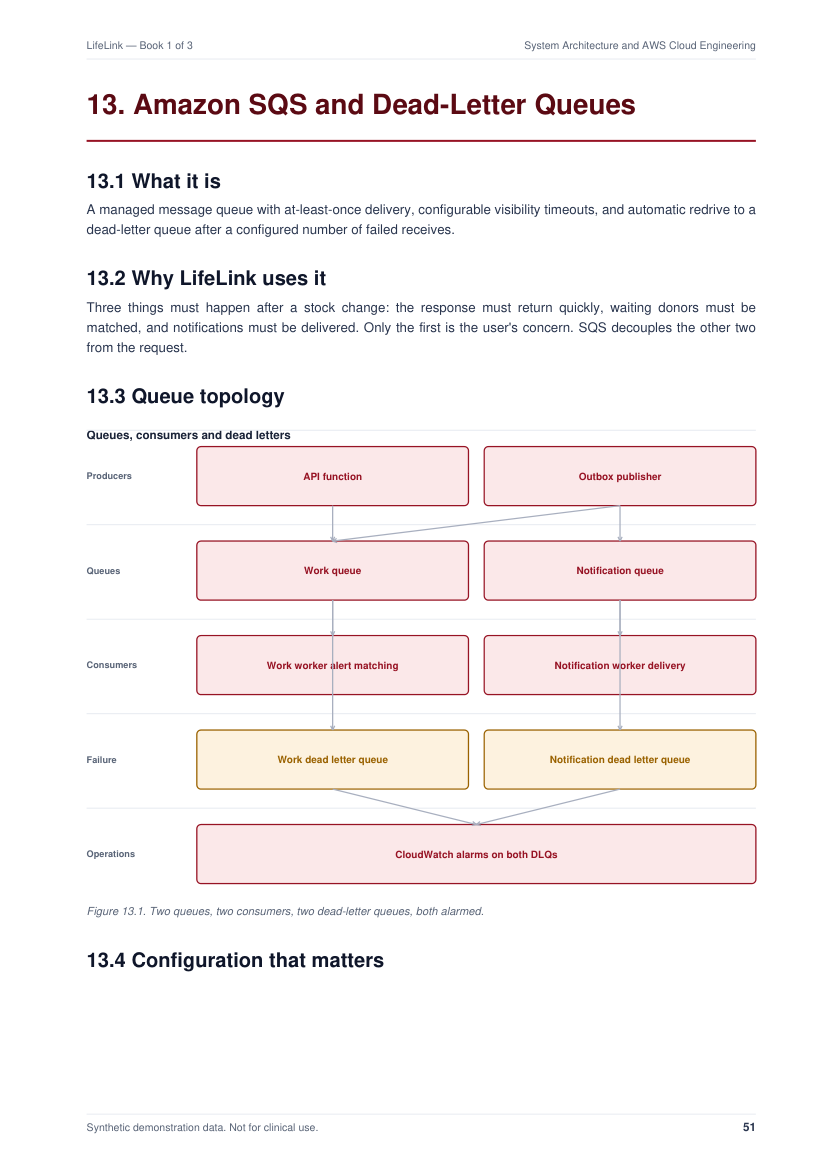 LifeLink — Book 1 of 3
System Architecture and AWS Cloud Engineering
13. Amazon SQS and Dead-Letter Queues
13.1 What it is
A managed message queue with at-least-once delivery, configurable visibility timeouts, and automatic redrive to a
dead-letter queue after a configured number of failed receives.
13.2 Why LifeLink uses it
Three things must happen after a stock change: the response must return quickly, waiting donors must be
matched, and notifications must be delivered. Only the first is the user's concern. SQS decouples the other two
from the request.
13.3 Queue topology
Queues, consumers and dead letters
Producers
API function
Outbox publisher
Queues
Work queue
Notification queue
Consumers
Work worker alert matching
Notification worker delivery
Failure
Work dead letter queue
Notification dead letter queue
Operations
CloudWatch alarms on both DLQs
Figure 13.1. Two queues, two consumers, two dead-letter queues, both alarmed.
13.4 Configuration that matters
Synthetic demonstration data. Not for clinical use.
51